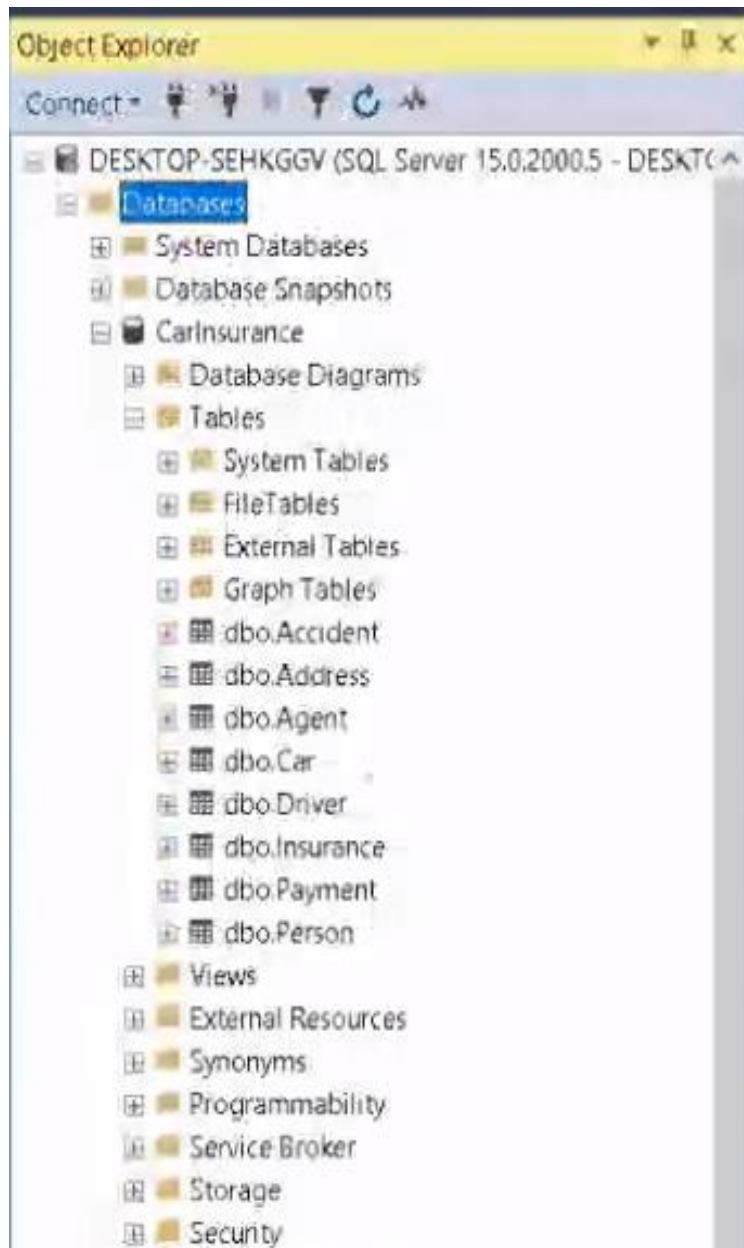 Object Explorer
Connect
DESKTOP-SEHKGGV (SQL Server 15.0.2000.5 - DESKT(
Databases
System Databases
Database Snapshots
CarInsurance
Database Diagrams
Tables
System Tables
FileTables
External Tables
Graph Tables
dbo.Accident
dbo.Address
dbo.Agent
dbo.Car
dbo.Driver
dbo.Insurance
dbo.Payment
dbo.Person
Views
External Resources
Synonyms
Programmability
Service Broker
Storage
Security